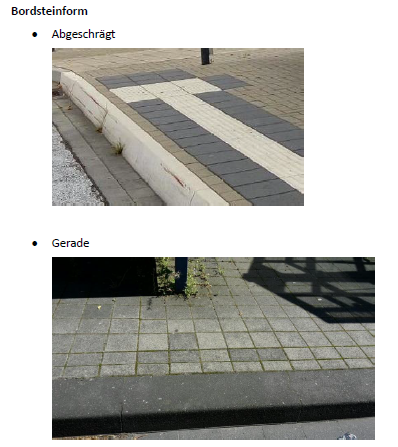 Bordsteinform
• Abgeschrägt
• Gerade